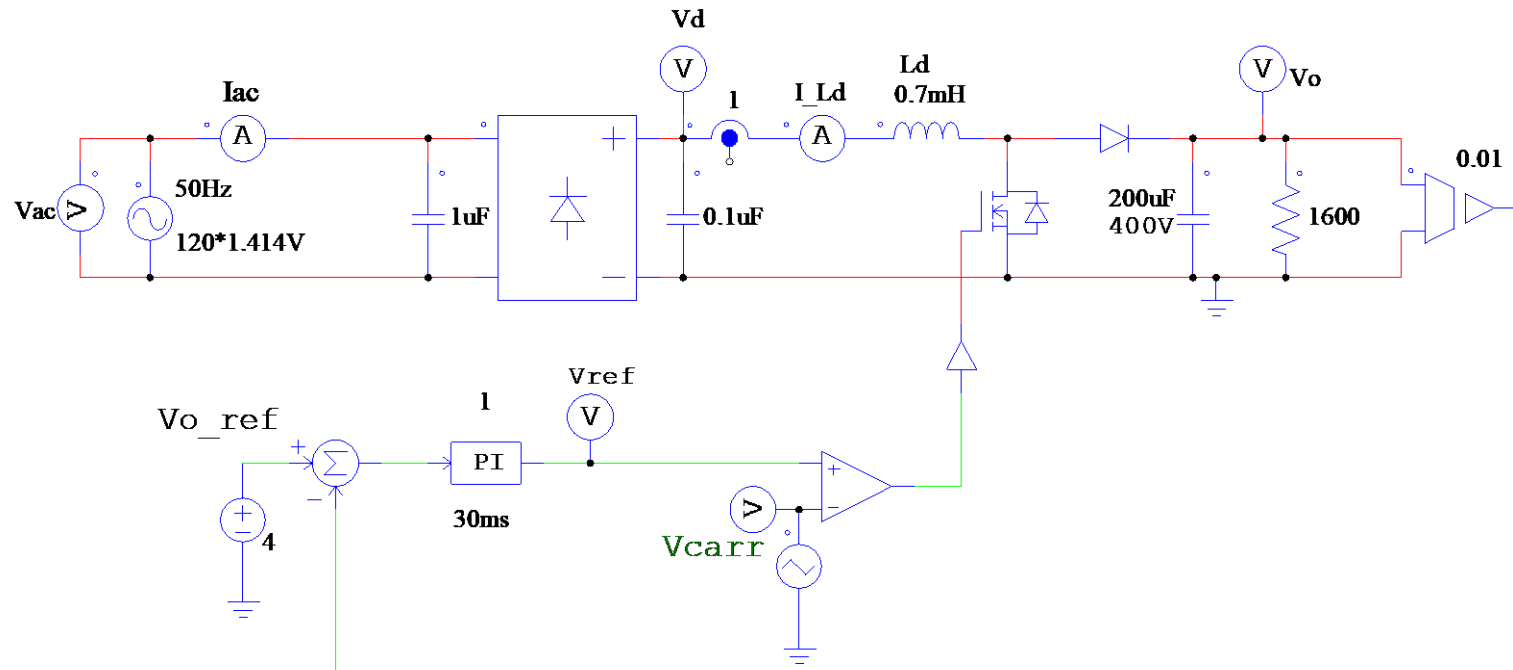 Vd
V
Iac
A
1
I_Ld
A
Ld
0.7mH
V
Vo
0.01
Vac
V
50Hz
120*1.414V
1uF
+
−
0.1uF
200uF
400V
1600
Vo_ref
+
−
Σ
1
PI
30ms
Vref
V
+
−
4
+
−
V
Vcarr